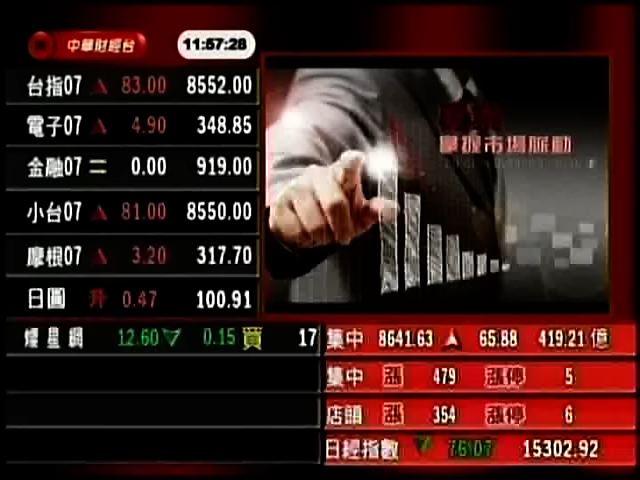 中華財經台 11:57:28
台指07 ▲ 83.00 8552.00
電子07 ▲ 4.90 348.85
金融07 = 0.00 919.00
小台07 ▲ 81.00 8550.00
摩根07 ▲ 3.20 317.70
日圓 升 0.47 100.91
掌握市場脈動
燁星鋼 12.60 ▽ 0.15 買 17
集中 8641.63 ▲ 65.88 419.21 億
集中 漲 479 漲停 5
店頭 漲 354 漲停 6
日經指數 ▼ 76.07 15302.92